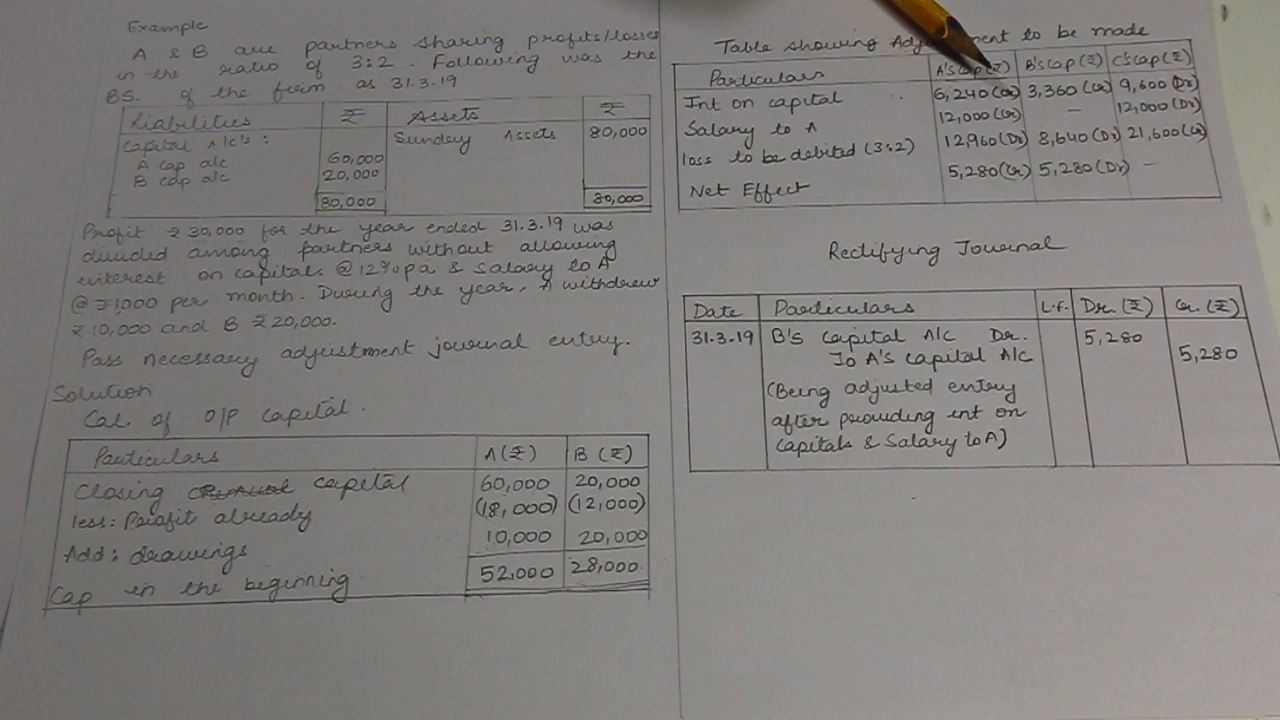 Example
A & B are partners sharing profits/losses
in the ratio of 3:2. Following was the
BS. of the firm as 31.3.19
Liabilities ₹ Assets ₹
Capital A/c's : Sundry Assets 80,000
A cap a/c 60,000
B cap a/c 20,000
80,000 80,000
Profit ₹ 30,000 for the year ended 31.3.19 was
divided among partners without allowing
interest on capitals @ 12% pa & Salary to A
@ ₹1,000 per month. During the year, A withdrew
₹ 10,000 and B ₹ 20,000.
Pass necessary adjustment journal entry.
Solution
Cal. of O/P capital.
Particulars A(₹) B(₹)
Closing capital 60,000 20,000
less: Profit already (18,000) (12,000)
Add: drawings 10,000 20,000
Cap in the beginning 52,000 28,000
Table showing to be made
Particulars A's Cap(₹) B's Cap(₹) C's Cap(₹)
Int on capital 6,240(Cr) 3,360(Cr) 9,600(Dr)
Salary to A 12,000(Cr) - 12,000(Dr)
loss to be debited (3:2) 12,960(Dr) 8,640(Dr) 21,600(Cr)
Net Effect 5,280(Cr) 5,280(Dr) -
Rectifying Journal
Date Particulars L.f. Dr.(₹) Cr.(₹)
31.3.19 B's Capital A/C Dr. 5,280
To A's capital A/C 5,280
(Being adjusted entry
after providing int on
capitals & Salary to A)